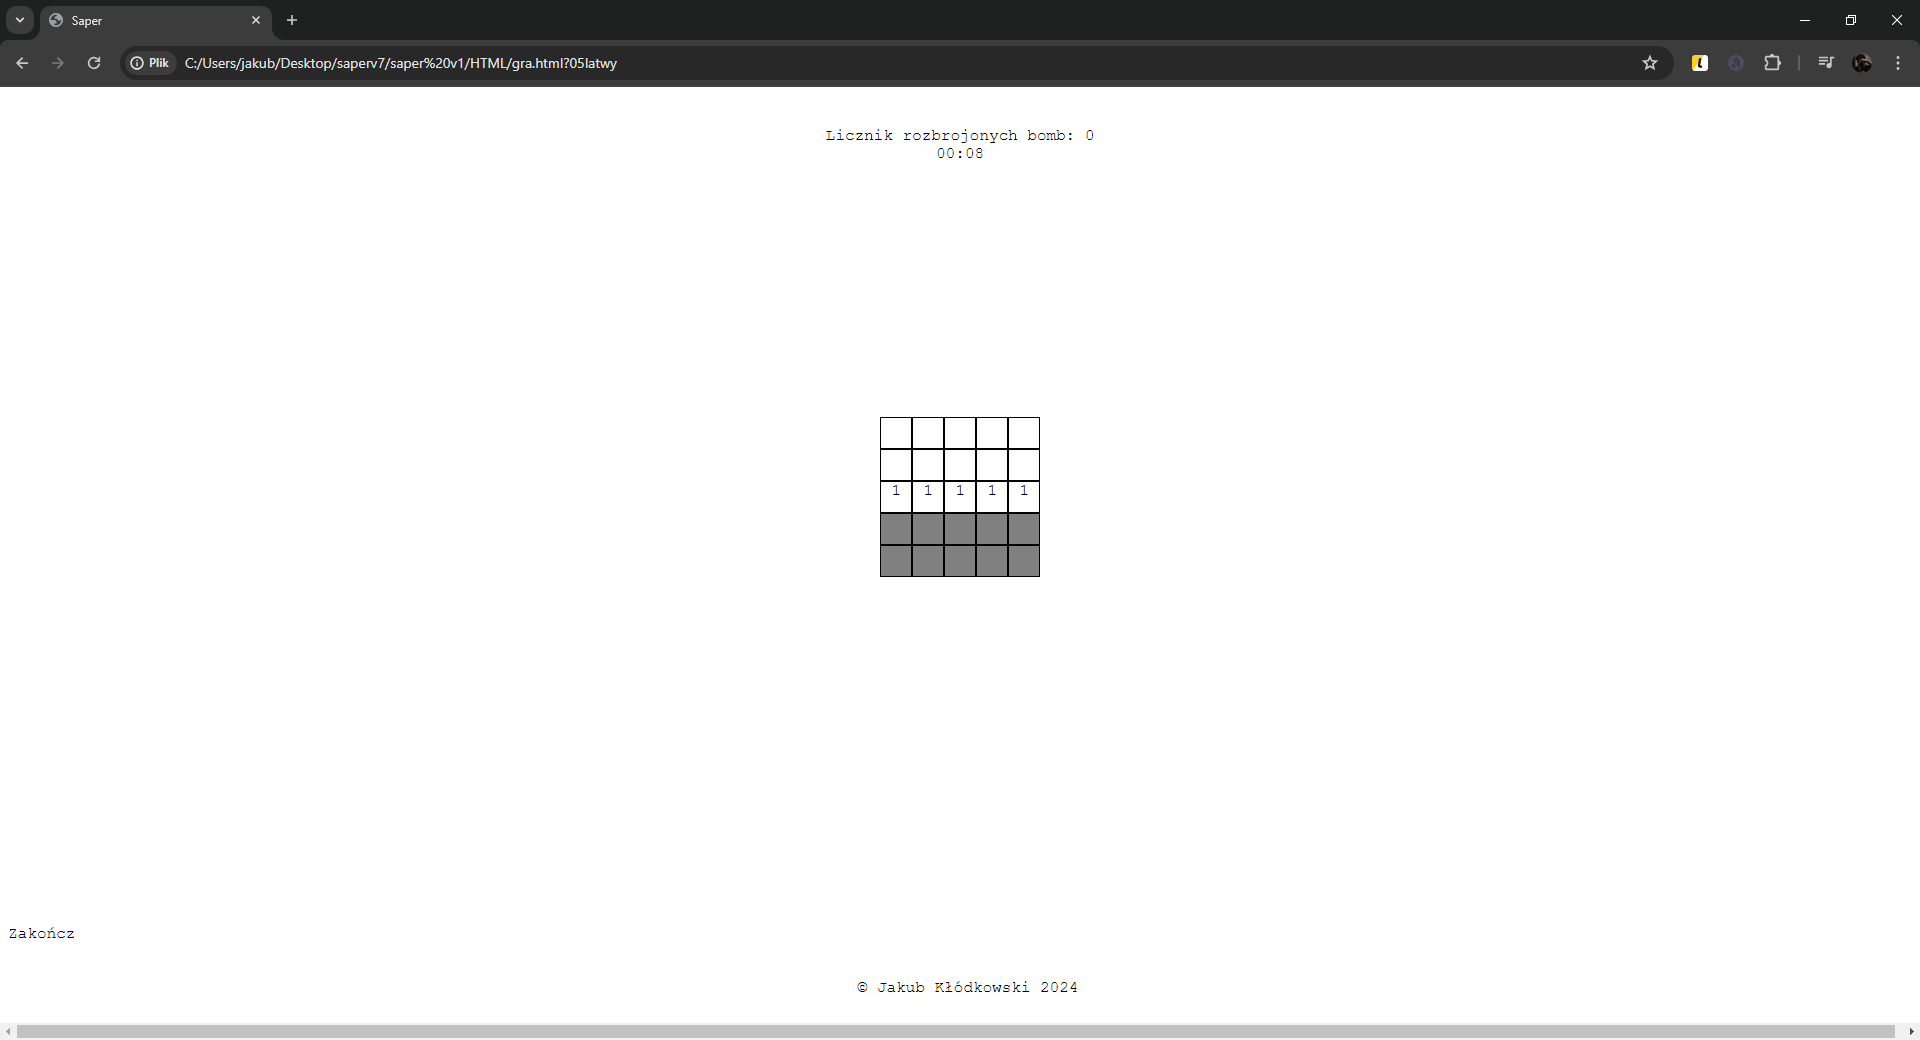 Saper
Plik C:/Users/jakub/Desktop/saperv7/saper%20v1/HTML/gra.html?05latwy
Licznik rozbrojonych bomb: 0
00:08
1 1 1 1 1
Zakończ
© Jakub Kłódkowski 2024